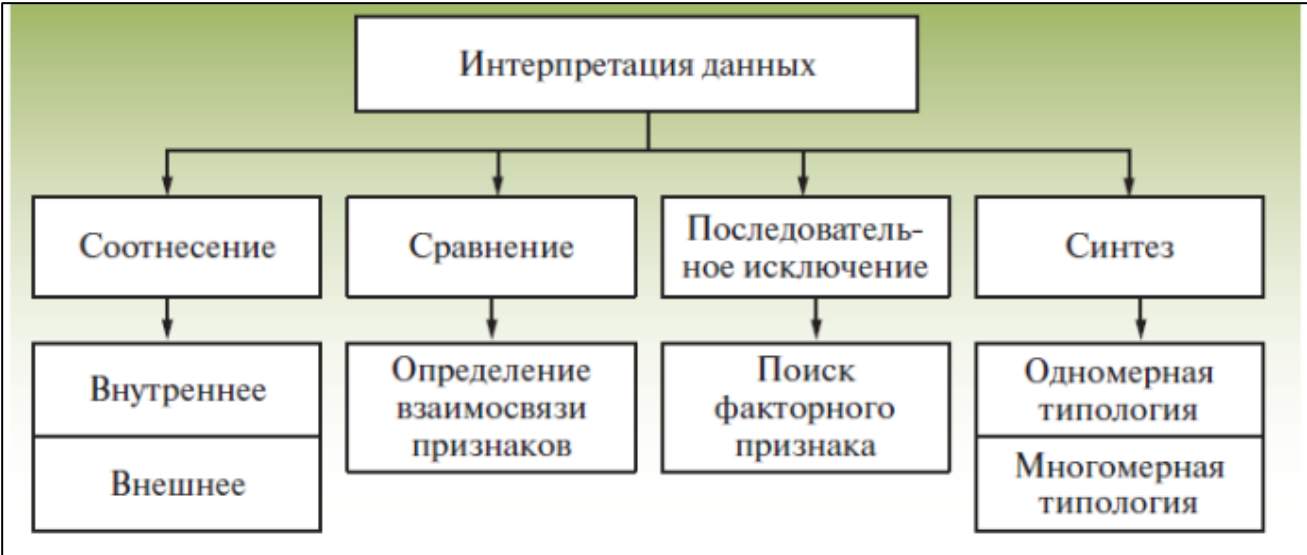 Интерпретация данных
Соотнесение
Сравнение
Последователь-
ное исключение
Синтез
Внутреннее
Внешнее
Определение
взаимосвязи
признаков
Поиск
факторного
признака
Одномерная
типология
Многомерная
типология